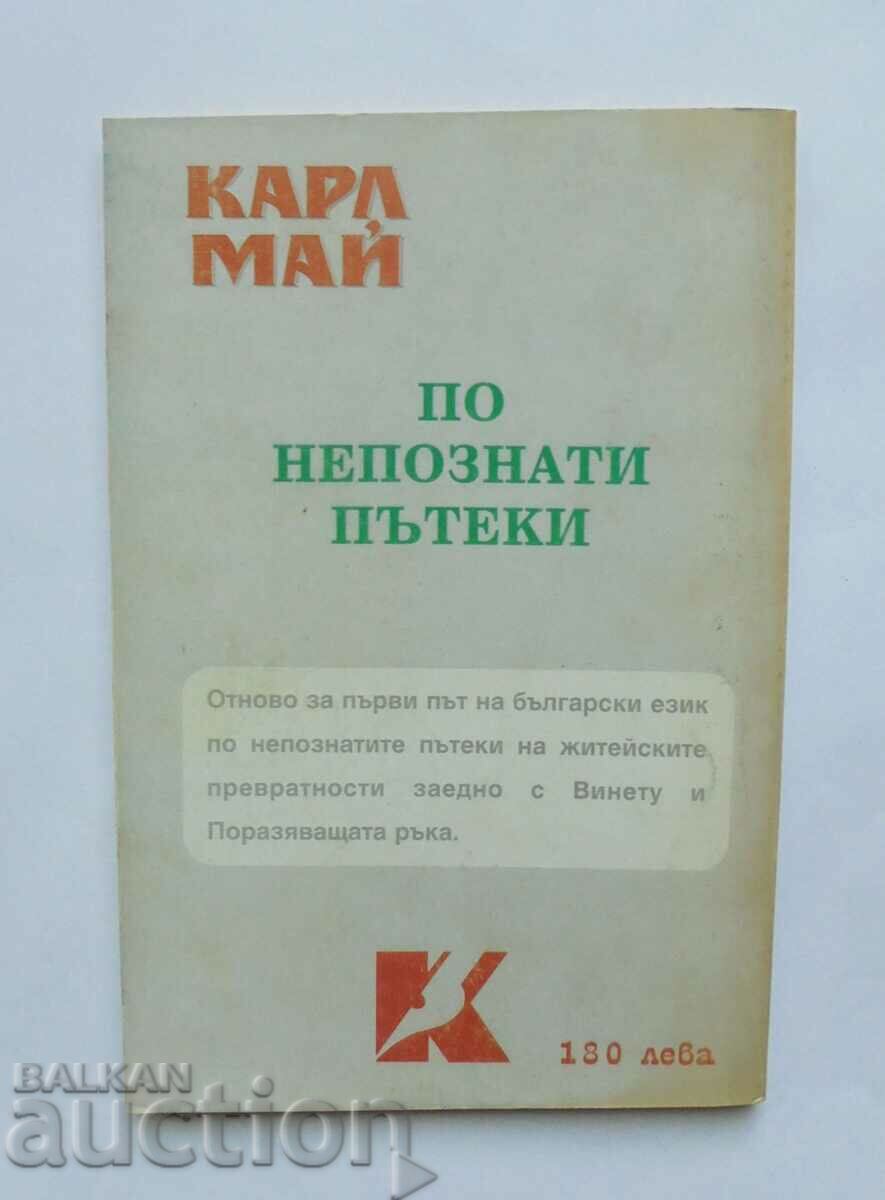 КАРЛ
МАЙ
ПО
НЕПОЗНАТИ
ПЪТЕКИ
Отново за първи път на български език
по непознатите пътеки на житейските
превратности заедно с Винету и
Поразяващата ръка.
К
180 лева
BALKAN
auction